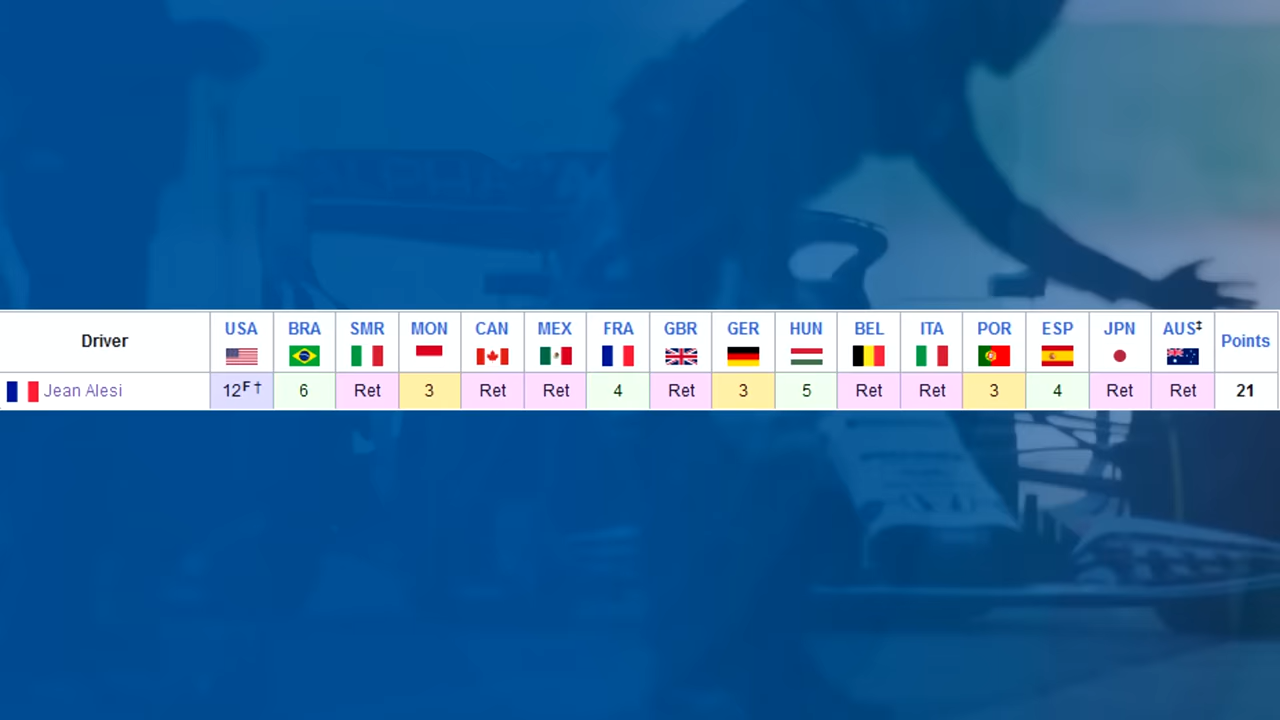 Driver USA BRA SMR MON CAN MEX FRA GBR GER HUN BEL ITA POR ESP JPN AUS‡ Points
Jean Alesi 12F† 6 Ret 3 Ret Ret 4 Ret 3 5 Ret Ret 3 4 Ret Ret 21